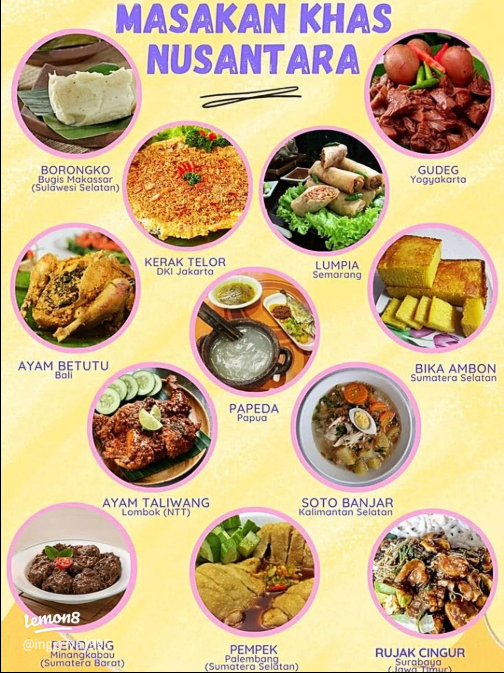 MASAKAN KHAS
NUSANTARA
BORONGKO
Bugis Makassar
(Sulawesi Selatan)
GUDEG
Yogyakarta
KERAK TELOR
DKI Jakarta
LUMPIA
Semarang
AYAM BETUTU
Bali
BIKA AMBON
Sumatera Selatan
PAPEDA
Papua
AYAM TALIWANG
Lombok (NTT)
SOTO BANJAR
Kalimantan Selatan
Lemon8
RENDANG
Minangkabau
(Sumatera Barat)
PEMPEK
Palembang
(Sumatera Selatan)
RUJAK CINGUR
Surabaya
(Jawa Timur)